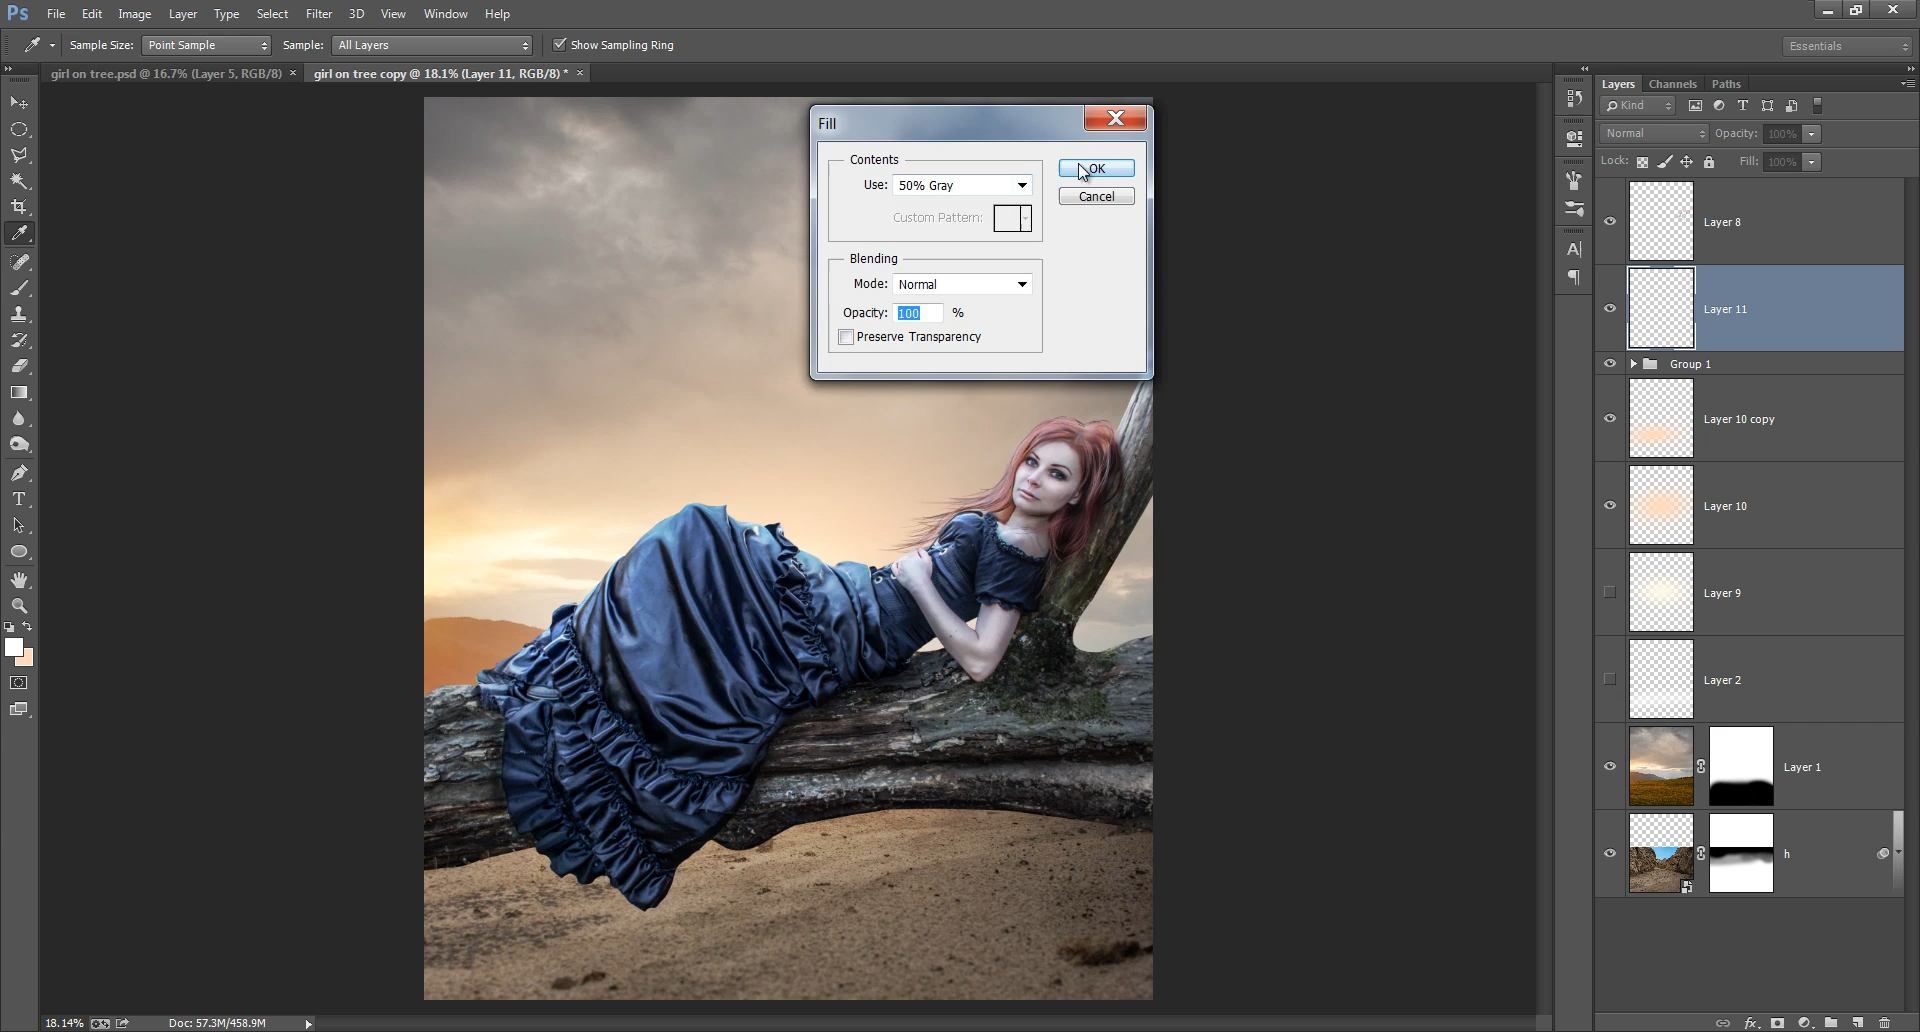 Ps File Edit Image Layer Type Select Filter 3D View Window Help
Sample Size: Point Sample Sample: All Layers Show Sampling Ring Essentials
girl on tree.psd @ 16.7% (Layer 5, RGB/8) × girl on tree copy @ 18.1% (Layer 11, RGB/8) * ×
Layers Channels Paths
Kind
Normal Opacity: 100%
Lock: Fill: 100%
Fill
Contents
Use: 50% Gray
Custom Pattern:
OK
Cancel
Blending
Mode: Normal
Opacity: 100 %
Preserve Transparency
Layer 8
Layer 11
Group 1
Layer 10 copy
Layer 10
Layer 9
Layer 2
Layer 1
h
18.14% Doc: 57.3M/458.9M